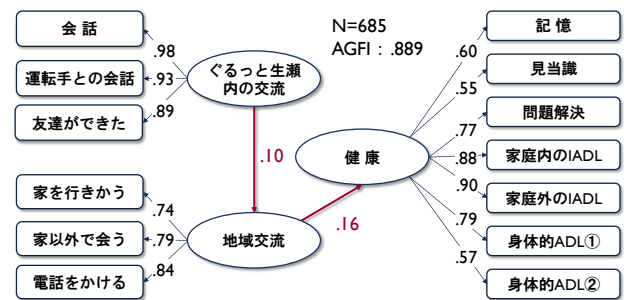 N=685
AGFI：.889
会 話
運転手との会話
友達ができた
.98
.93
.89
ぐるっと生瀬
内の交流
.10
家を行きかう
家以外で会う
電話をかける
.74
.79
.84
地域交流
.16
健 康
.60
.55
.77
.88
.90
.79
.57
記 憶
見当識
問題解決
家庭内のIADL
家庭外のIADL
身体的ADL①
身体的ADL②